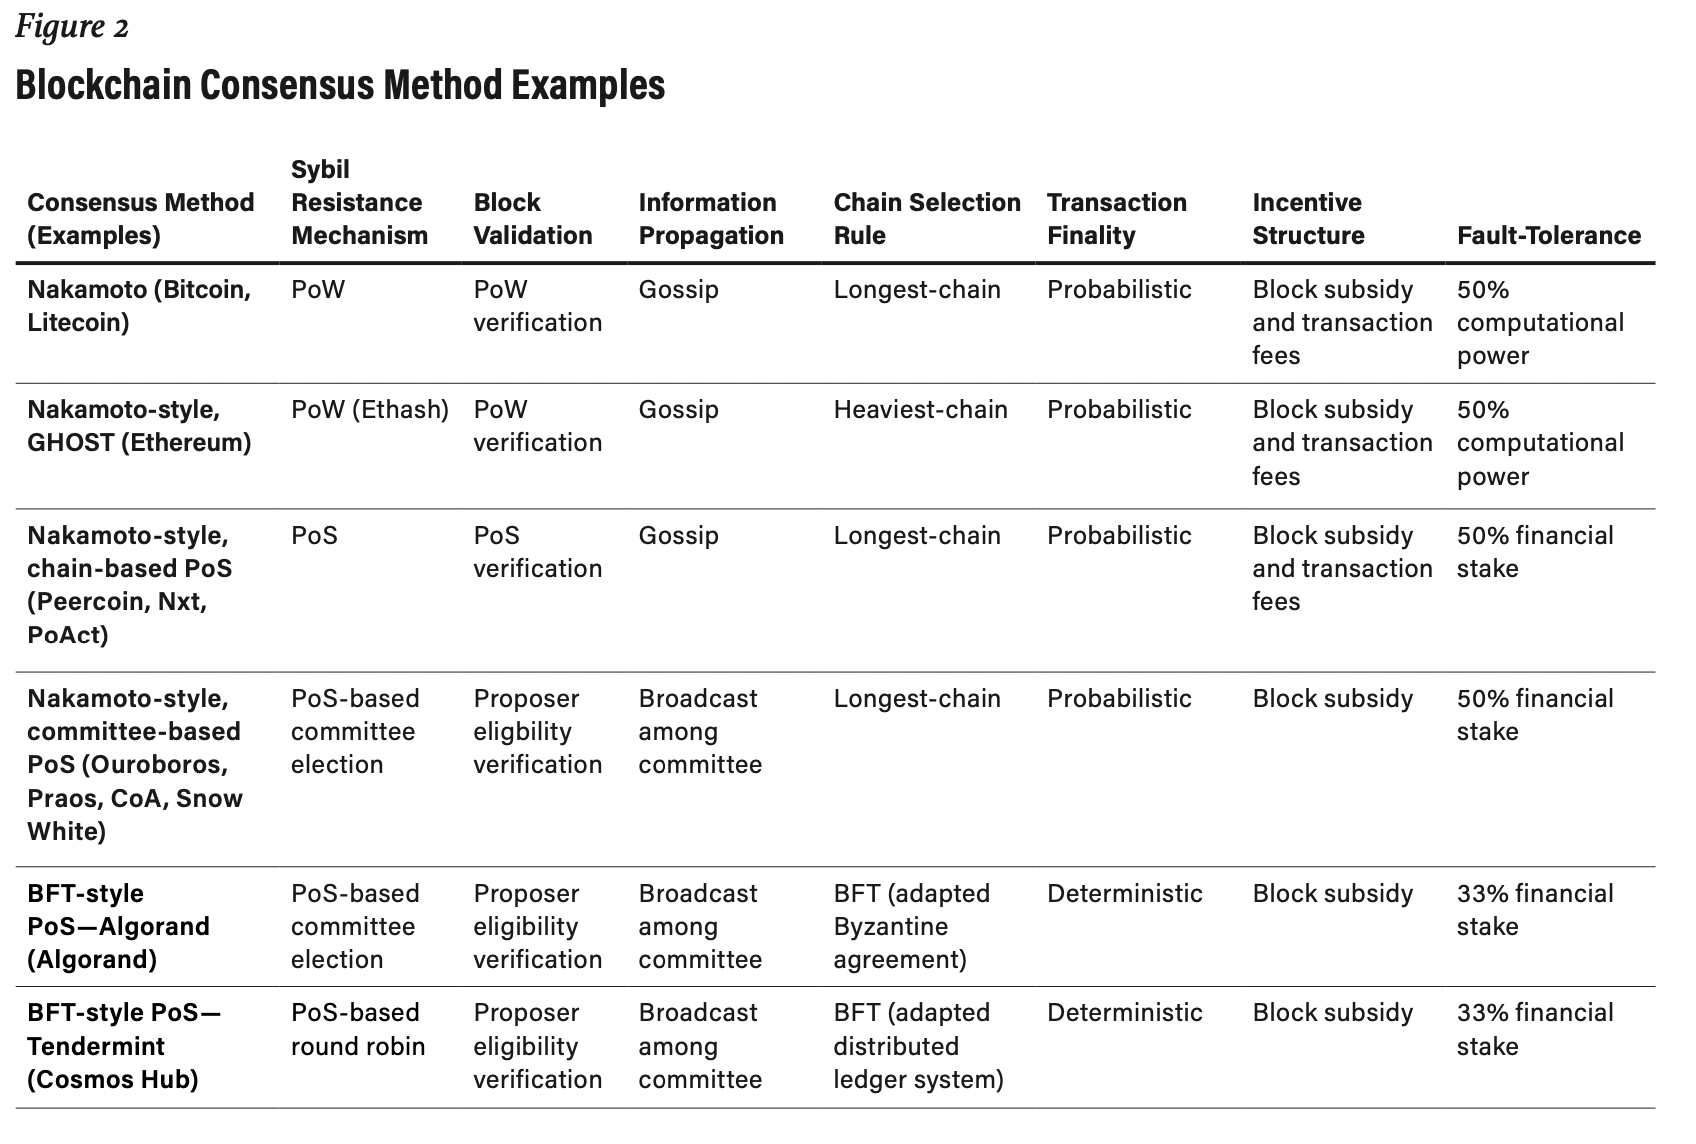 Figure 2
Blockchain Consensus Method Examples
Consensus Method
(Examples)
Sybil
Resistance
Mechanism
Block
Validation
Information
Propagation
Chain Selection
Rule
Transaction
Finality
Incentive
Structure
Fault-Tolerance
Nakamoto (Bitcoin,
Litecoin)
PoW
PoW
verification
Gossip
Longest-chain
Probabilistic
Block subsidy
and transaction
fees
50%
computational
power
Nakamoto-style,
GHOST (Ethereum)
PoW (Ethash)
PoW
verification
Gossip
Heaviest-chain
Probabilistic
Block subsidy
and transaction
fees
50%
computational
power
Nakamoto-style,
chain-based PoS
(Peercoin, Nxt,
PoAct)
PoS
PoS
verification
Gossip
Longest-chain
Probabilistic
Block subsidy
and transaction
fees
50% financial
stake
Nakamoto-style,
committee-based
PoS (Ouroboros,
Praos, CoA, Snow
White)
PoS-based
committee
election
Proposer
eligbility
verification
Broadcast
among
committee
Longest-chain
Probabilistic
Block subsidy
50% financial
stake
BFT-style
PoS—Algorand
(Algorand)
PoS-based
committee
election
Proposer
eligibility
verification
Broadcast
among
committee
BFT (adapted
Byzantine
agreement)
Deterministic
Block subsidy
33% financial
stake
BFT-style PoS—
Tendermint
(Cosmos Hub)
PoS-based
round robin
Proposer
eligibility
verification
Broadcast
among
committee
BFT (adapted
distributed
ledger system)
Deterministic
Block subsidy
33% financial
stake